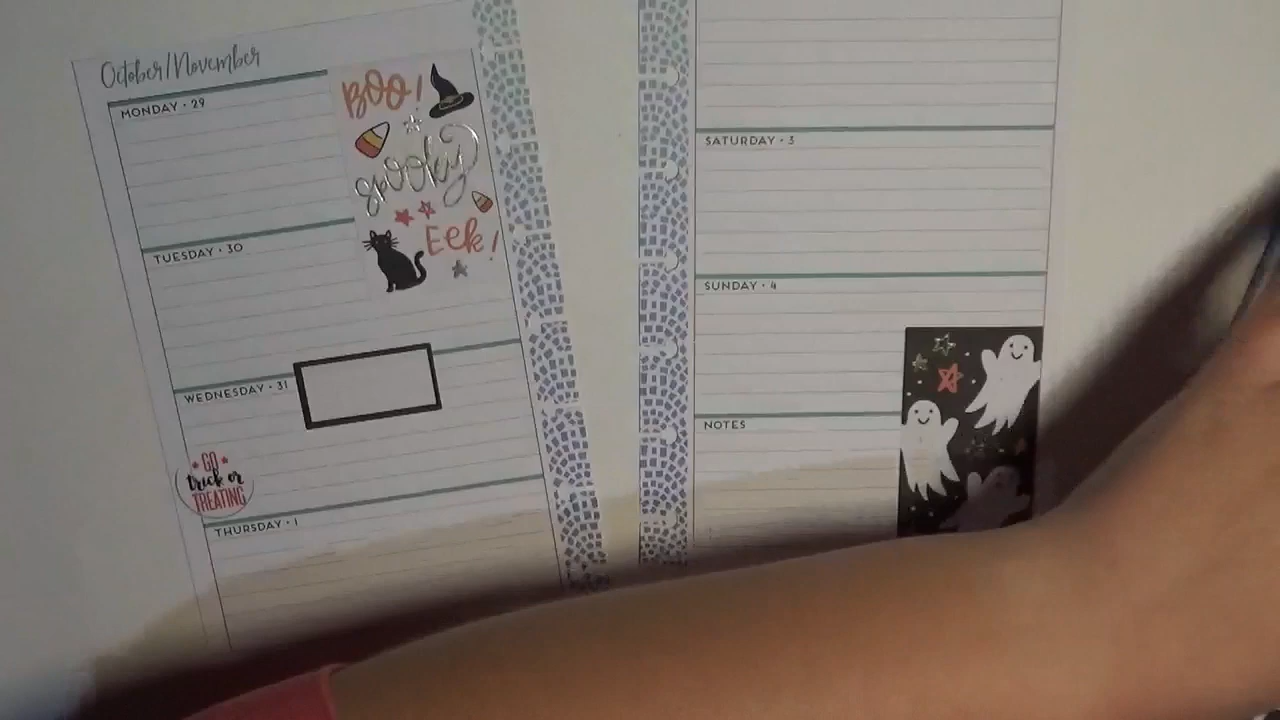 October/November
MONDAY · 29
BOO!
spooky
Eek!
TUESDAY · 30
WEDNESDAY · 31
GO
trick or
TREATING
THURSDAY · 1
SATURDAY · 3
SUNDAY · 4
NOTES